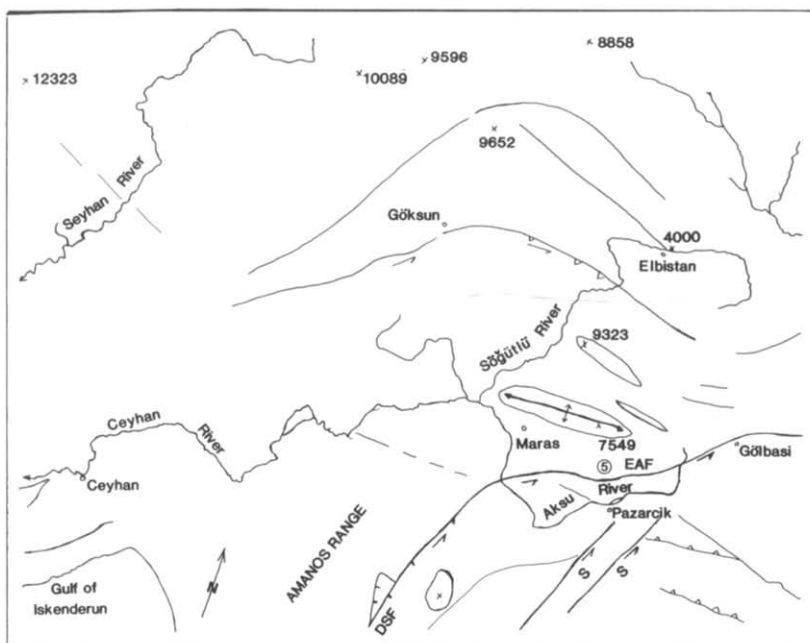 8858
9596
12323
10089
9652
Seyhan River
Göksun
4000
Elbistan
Söğütlü River
9323
Ceyhan
River
Maras
7549
Gölbasi
5 EAF
Ceyhan
River
Aksu
Pazarcik
AMANOS RANGE
N
S
S
Gulf of
Iskenderun
DSF